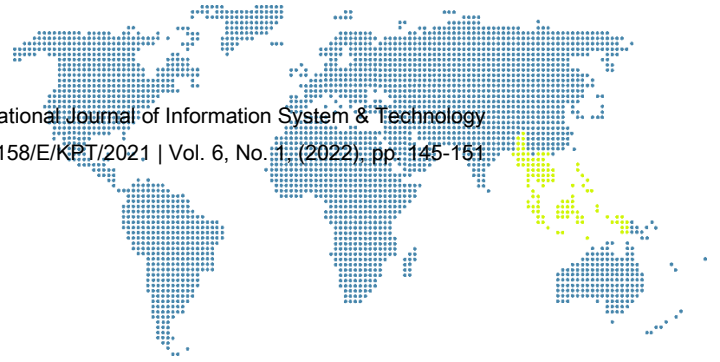 ational Journal of Information System & Technology
158/E/KPT/2021 | Vol. 6, No. 1, (2022), pp. 145-151